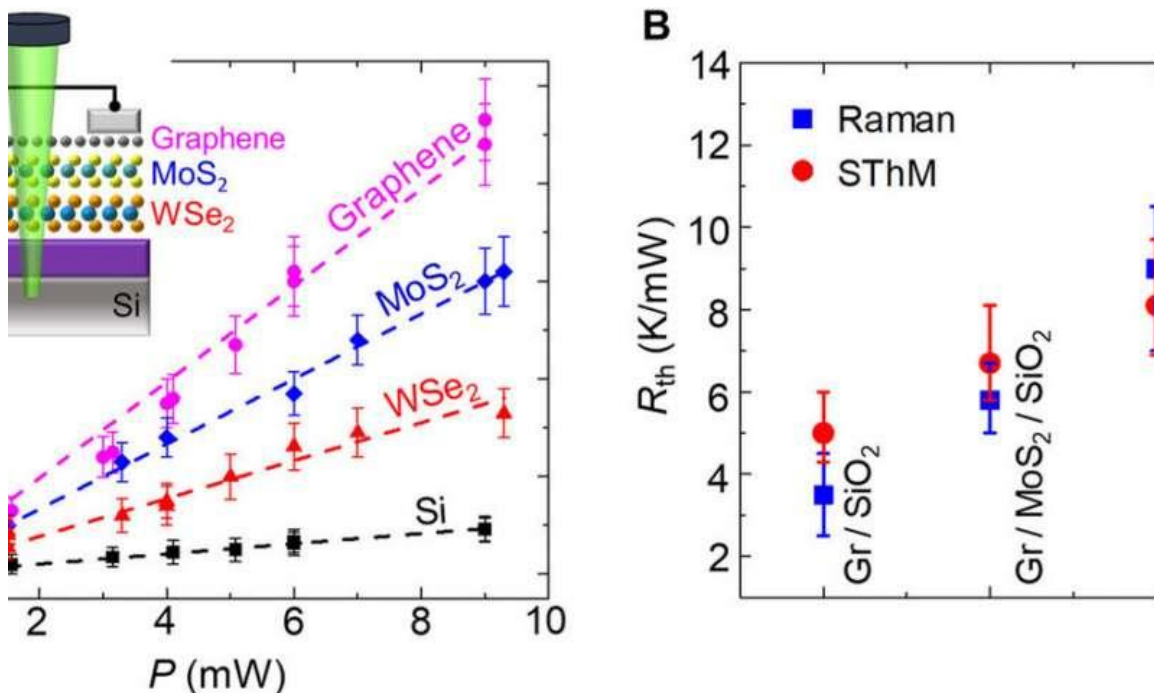 Graphene
MoS₂
WSe₂
Si
Graphene
MoS₂
WSe₂
Si
2
4
6
8
10
P (mW)
B
14
12
10
8
6
4
2
R_th (K/mW)
Raman
SThM
Gr / SiO₂
Gr / MoS₂ / SiO₂